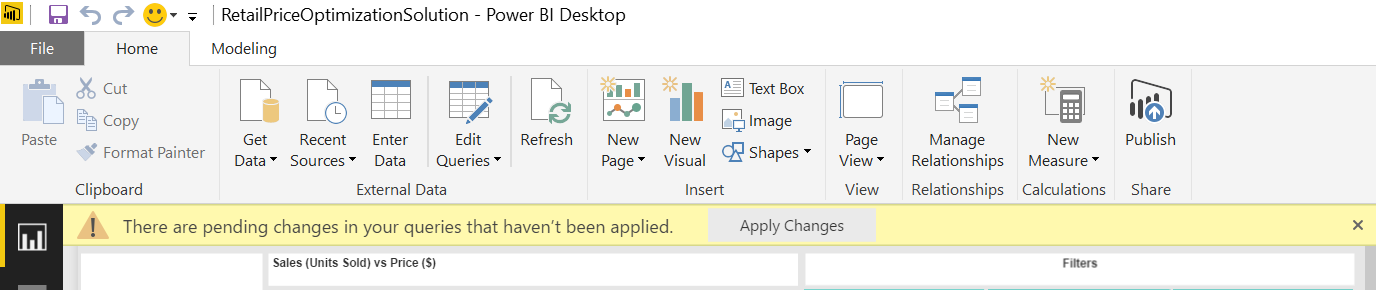 RetailPriceOptimizationSolution - Power BI Desktop
File
Home
Modeling
Paste
Cut
Copy
Format Painter
Clipboard
Get
Data
Recent
Sources
Enter
Data
Edit
Queries
Refresh
External Data
New
Page
New
Visual
Text Box
Image
Shapes
Insert
Page
View
View
Manage
Relationships
Relationships
New
Measure
Calculations
Publish
Share
There are pending changes in your queries that haven't been applied.
Apply Changes
Sales (Units Sold) vs Price ($)
Filters